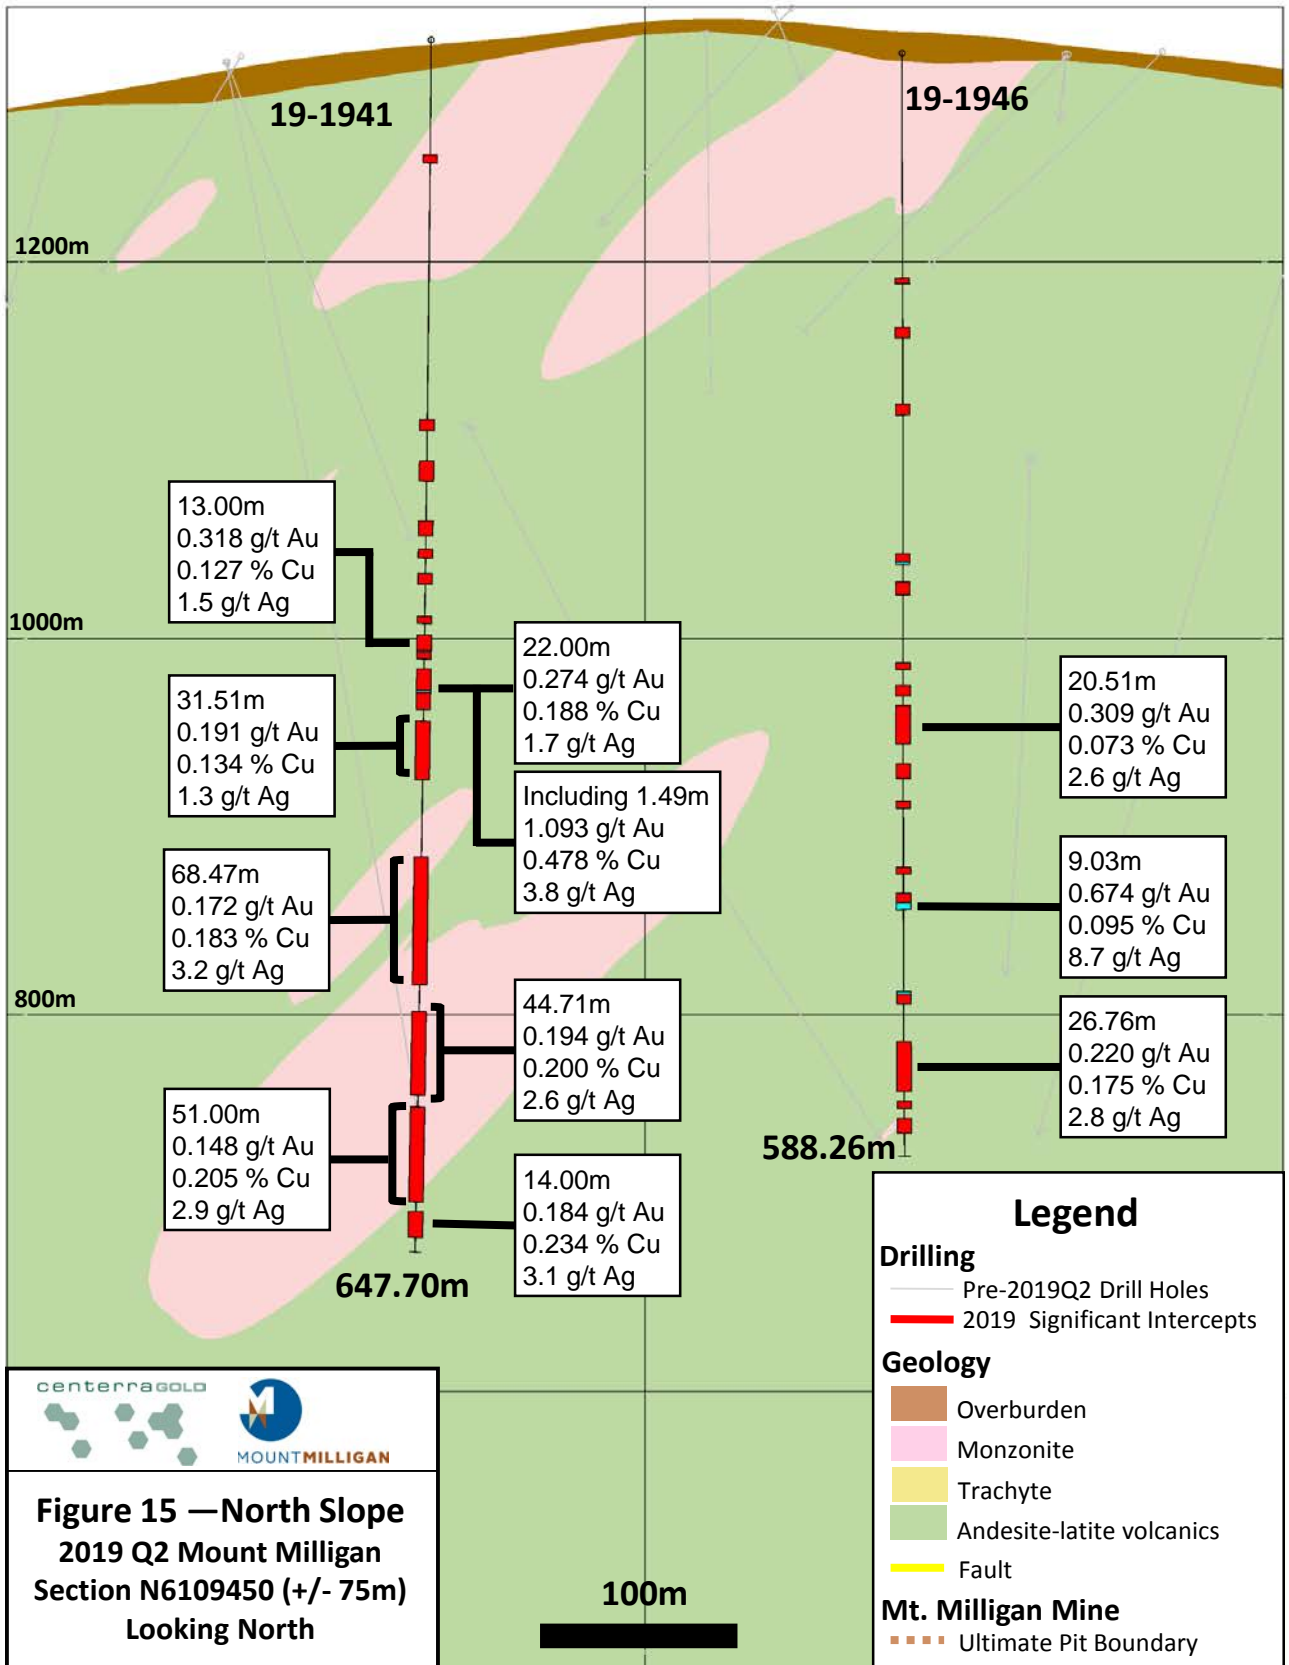 19-1941
19-1946
1200m
1000m
800m
13.00m
0.318 g/t Au
0.127 % Cu
1.5 g/t Ag
31.51m
0.191 g/t Au
0.134 % Cu
1.3 g/t Ag
68.47m
0.172 g/t Au
0.183 % Cu
3.2 g/t Ag
51.00m
0.148 g/t Au
0.205 % Cu
2.9 g/t Ag
22.00m
0.274 g/t Au
0.188 % Cu
1.7 g/t Ag
Including 1.49m
1.093 g/t Au
0.478 % Cu
3.8 g/t Ag
44.71m
0.194 g/t Au
0.200 % Cu
2.6 g/t Ag
14.00m
0.184 g/t Au
0.234 % Cu
3.1 g/t Ag
647.70m
20.51m
0.309 g/t Au
0.073 % Cu
2.6 g/t Ag
9.03m
0.674 g/t Au
0.095 % Cu
8.7 g/t Ag
26.76m
0.220 g/t Au
0.175 % Cu
2.8 g/t Ag
588.26m
centerraGOLD
MOUNTMILLIGAN
Figure 15 —North Slope
2019 Q2 Mount Milligan
Section N6109450 (+/- 75m)
Looking North
100m
Legend
Drilling
Pre-2019Q2 Drill Holes
2019 Significant Intercepts
Geology
Overburden
Monzonite
Trachyte
Andesite-latite volcanics
Fault
Mt. Milligan Mine
Ultimate Pit Boundary